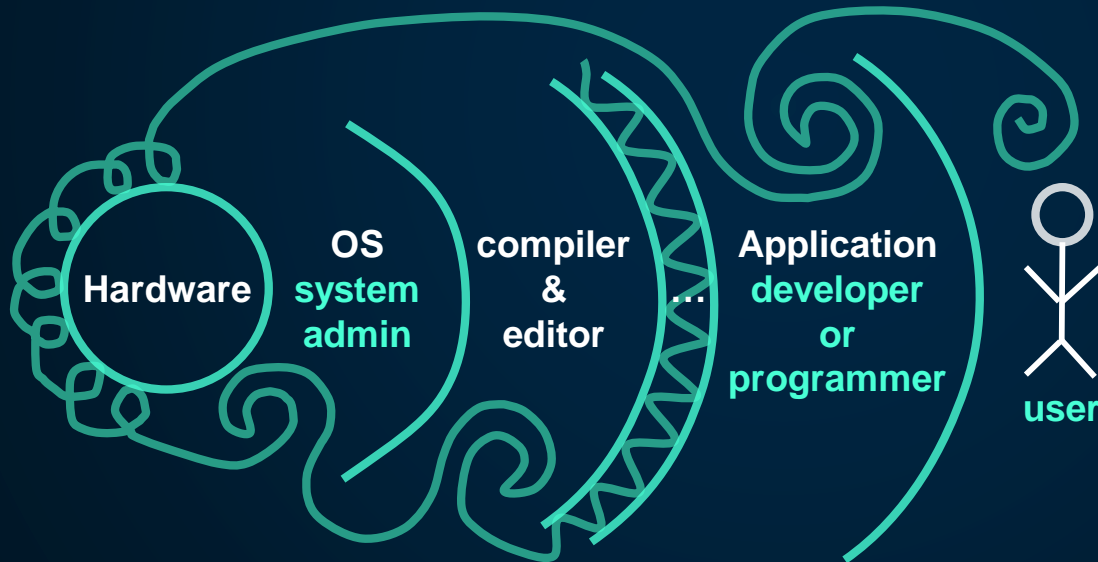 Hardware
OS
system
admin
compiler
&
editor
...
Application
developer
or
programmer
user